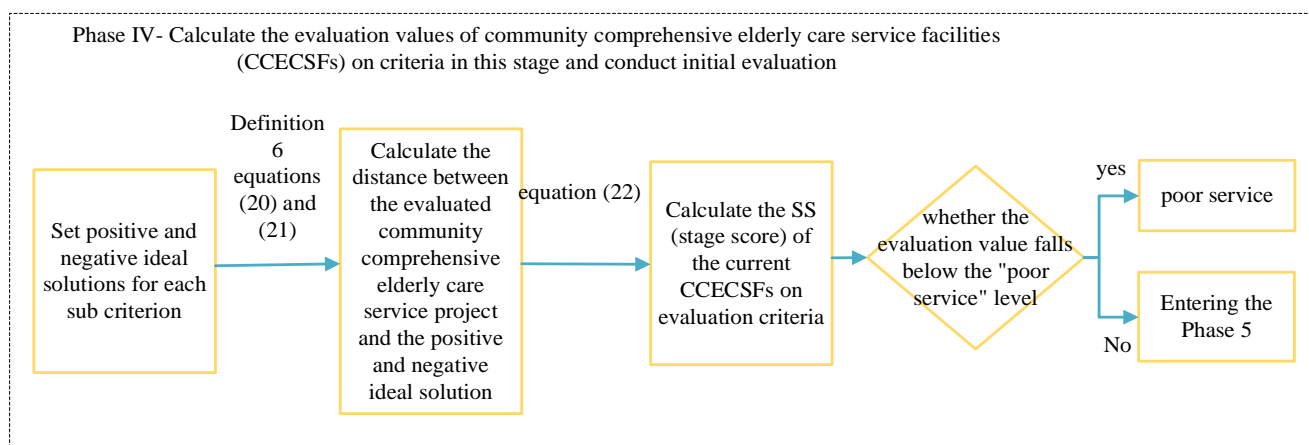 Phase IV- Calculate the evaluation values of community comprehensive elderly care service facilities
(CCECSFs) on criteria in this stage and conduct initial evaluation
Set positive and
negative ideal
solutions for each
sub criterion
Definition
6
equations
(20) and
(21)
Calculate the
distance between
the evaluated
community
comprehensive
elderly care
service project
and the positive
and negative
ideal solution
equation (22)
Calculate the SS
(stage score) of
the current
CCECSFs on
evaluation criteria
whether the
evaluation value falls
below the "poor
service" level
yes
poor service
No
Entering the
Phase 5